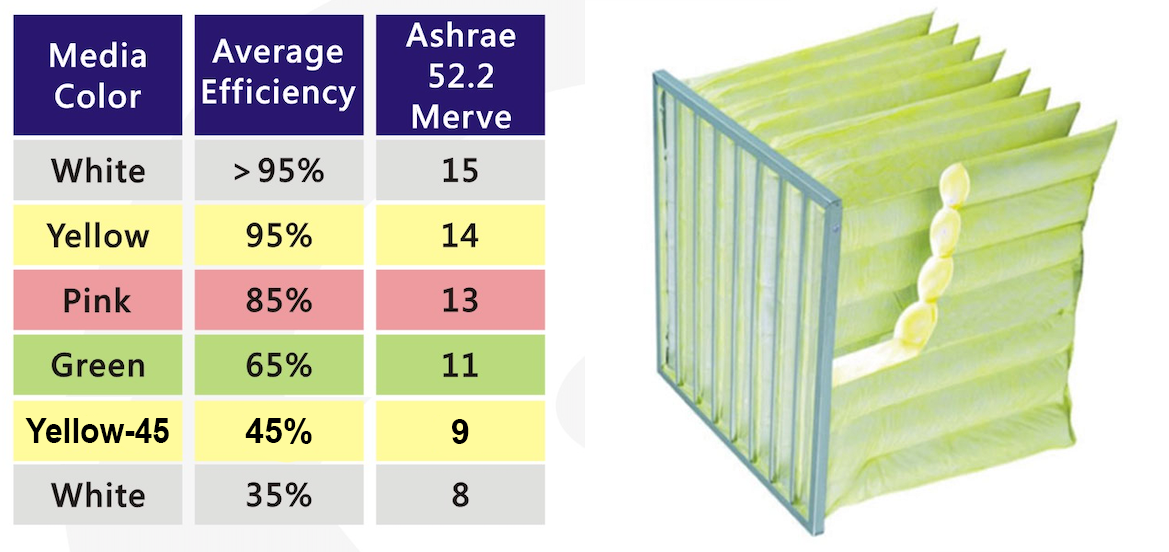 Media Color
Average Efficiency
Ashrae 52.2 Merve
White > 95% 15
Yellow 95% 14
Pink 85% 13
Green 65% 11
Yellow-45 45% 9
White 35% 8